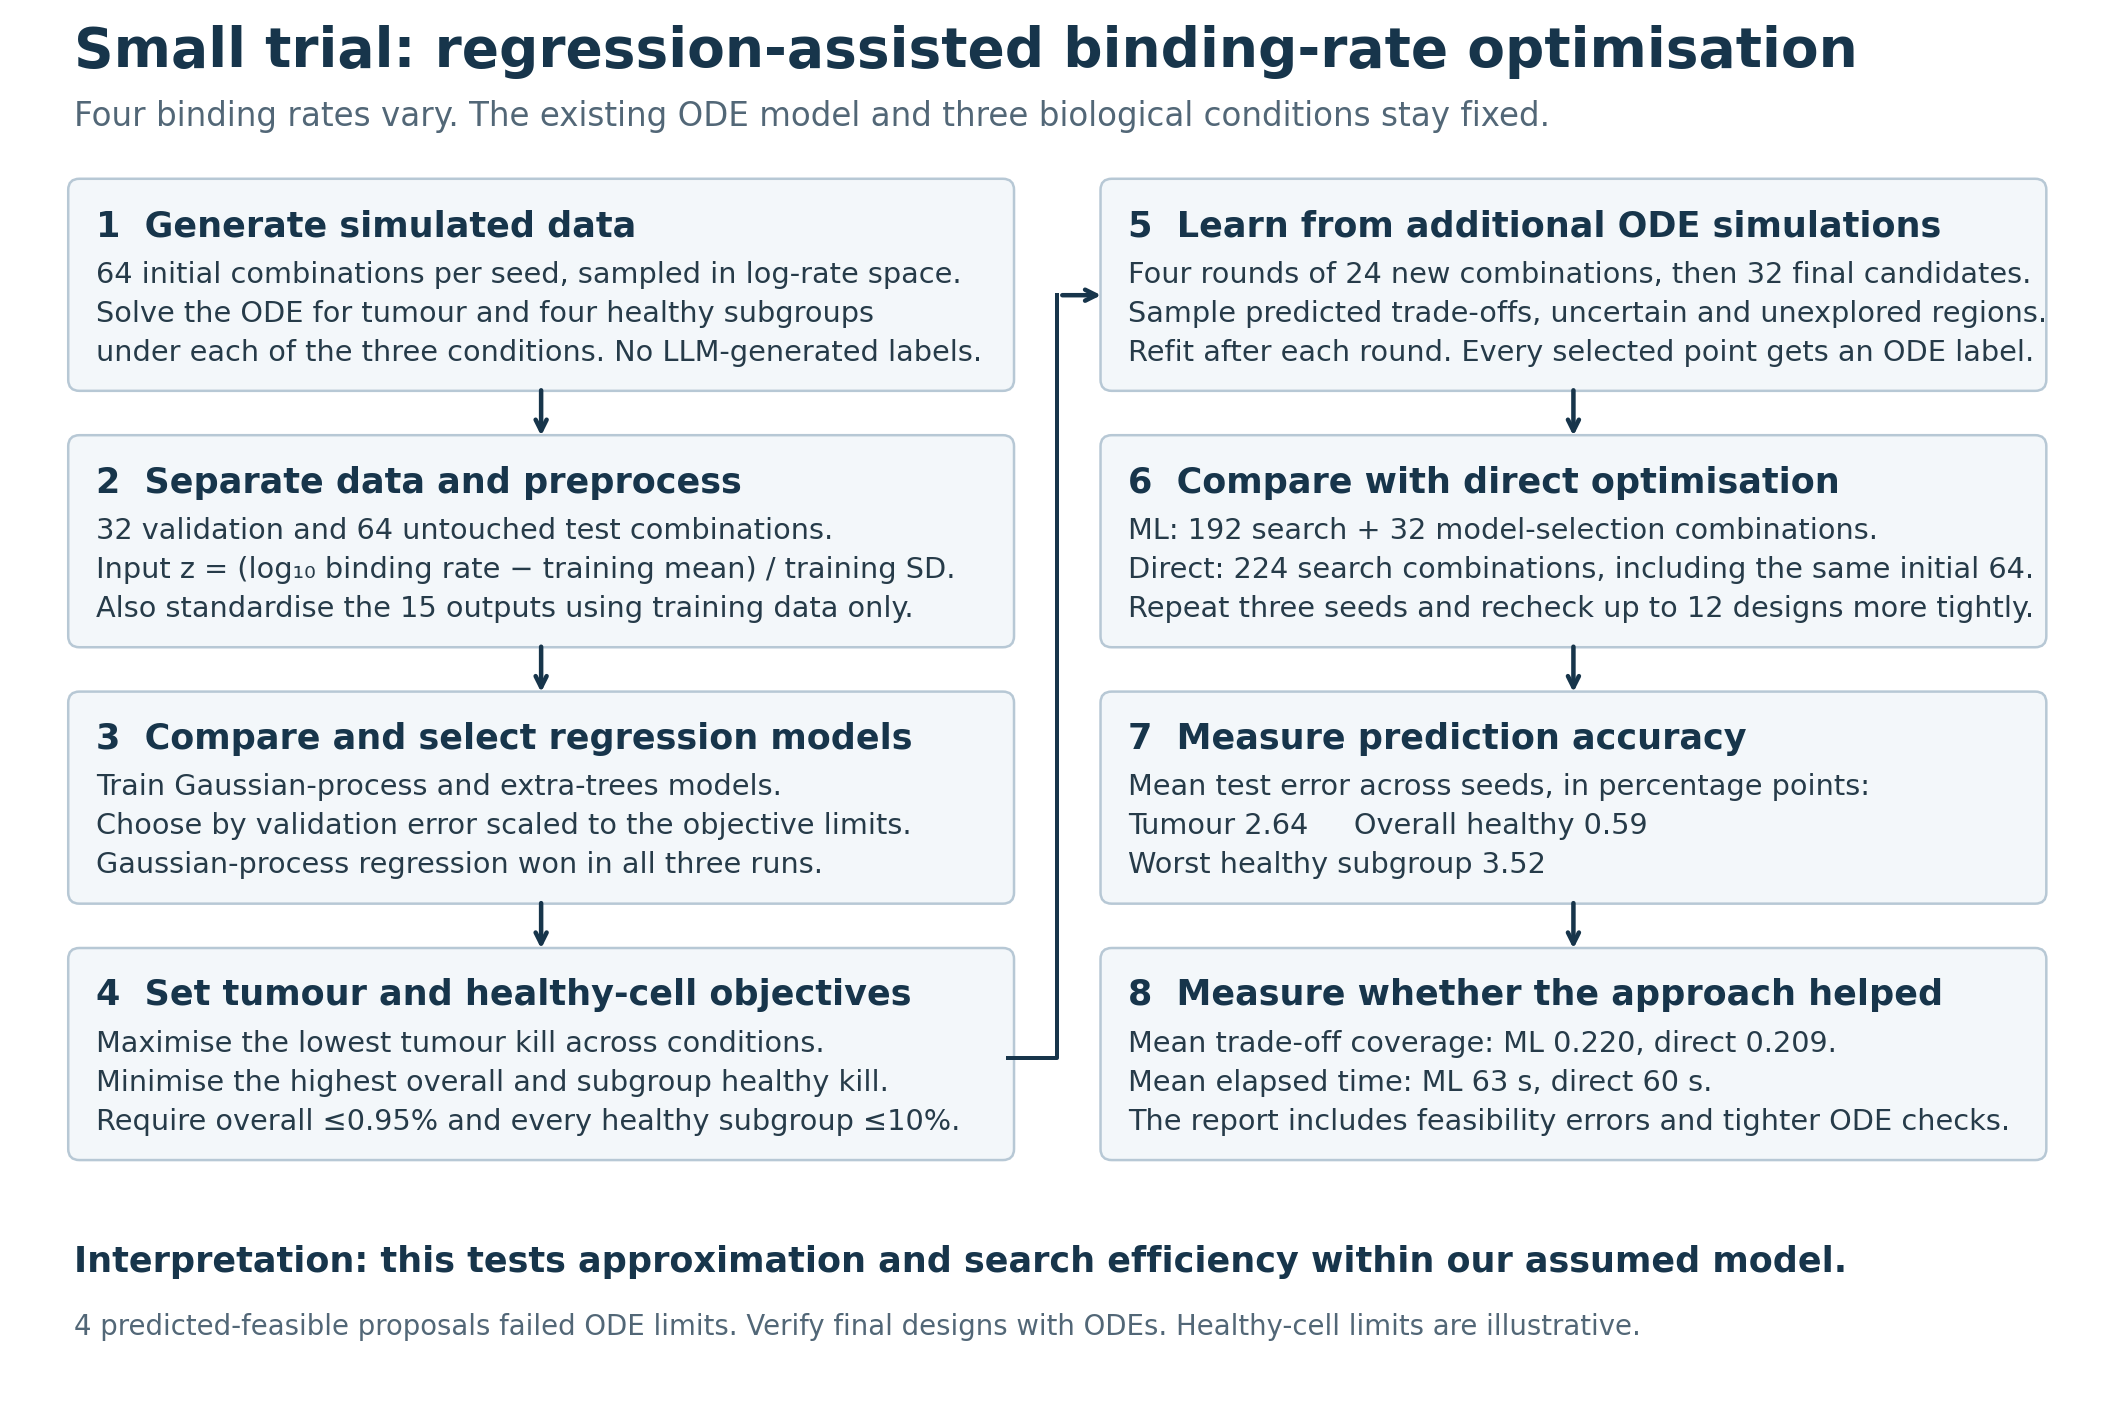 Small trial: regression-assisted binding-rate optimisation
Four binding rates vary. The existing ODE model and three biological conditions stay fixed.
1 Generate simulated data
64 initial combinations per seed, sampled in log-rate space.
Solve the ODE for tumour and four healthy subgroups
under each of the three conditions. No LLM-generated labels.
2 Separate data and preprocess
32 validation and 64 untouched test combinations.
Input z = (log₁₀ binding rate − training mean) / training SD.
Also standardise the 15 outputs using training data only.
3 Compare and select regression models
Train Gaussian-process and extra-trees models.
Choose by validation error scaled to the objective limits.
Gaussian-process regression won in all three runs.
4 Set tumour and healthy-cell objectives
Maximise the lowest tumour kill across conditions.
Minimise the highest overall and subgroup healthy kill.
Require overall ≤0.95% and every healthy subgroup ≤10%.
5 Learn from additional ODE simulations
Four rounds of 24 new combinations, then 32 final candidates.
Sample predicted trade-offs, uncertain and unexplored regions.
Refit after each round. Every selected point gets an ODE label.
6 Compare with direct optimisation
ML: 192 search + 32 model-selection combinations.
Direct: 224 search combinations, including the same initial 64.
Repeat three seeds and recheck up to 12 designs more tightly.
7 Measure prediction accuracy
Mean test error across seeds, in percentage points:
Tumour 2.64 Overall healthy 0.59
Worst healthy subgroup 3.52
8 Measure whether the approach helped
Mean trade-off coverage: ML 0.220, direct 0.209.
Mean elapsed time: ML 63 s, direct 60 s.
The report includes feasibility errors and tighter ODE checks.
Interpretation: this tests approximation and search efficiency within our assumed model.
4 predicted-feasible proposals failed ODE limits. Verify final designs with ODEs. Healthy-cell limits are illustrative.